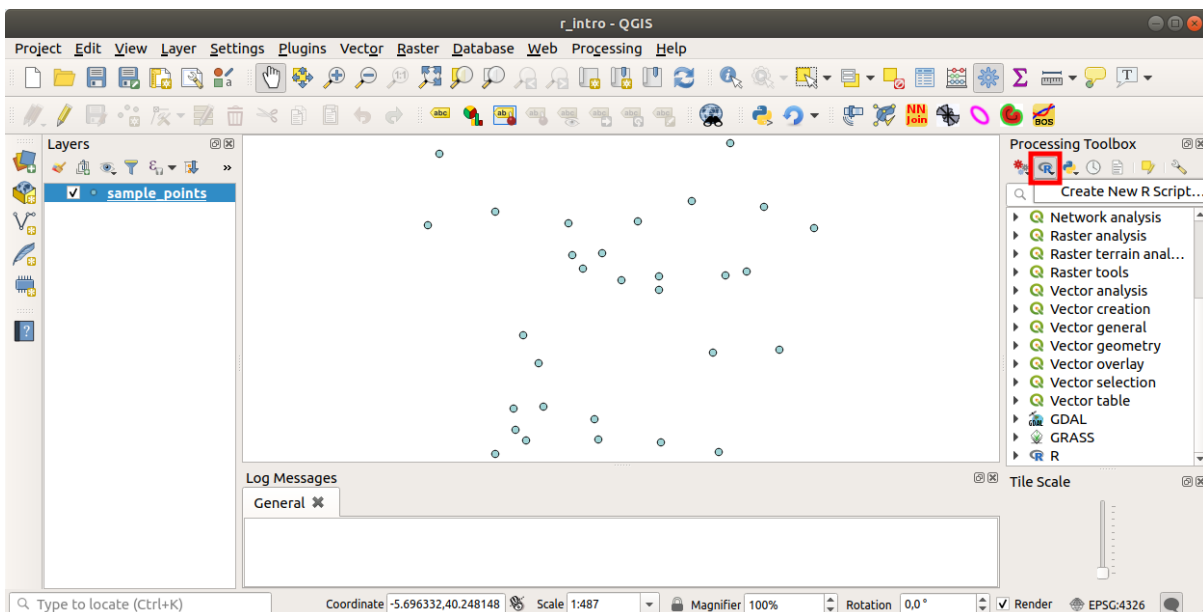 r_intro - QGIS
Project Edit View Layer Settings Plugins Vector Raster Database Web Processing Help
Layers
sample_points
Processing Toolbox
Create New R Script...
Network analysis
Raster analysis
Raster terrain anal...
Raster tools
Vector analysis
Vector creation
Vector general
Vector geometry
Vector overlay
Vector selection
Vector table
GDAL
GRASS
R
Log Messages
General
Tile Scale
Type to locate (Ctrl+K)
Coordinate -5.696332,40.248148 Scale 1:487 Magnifier 100% Rotation 0,0 ° Render EPSG:4326